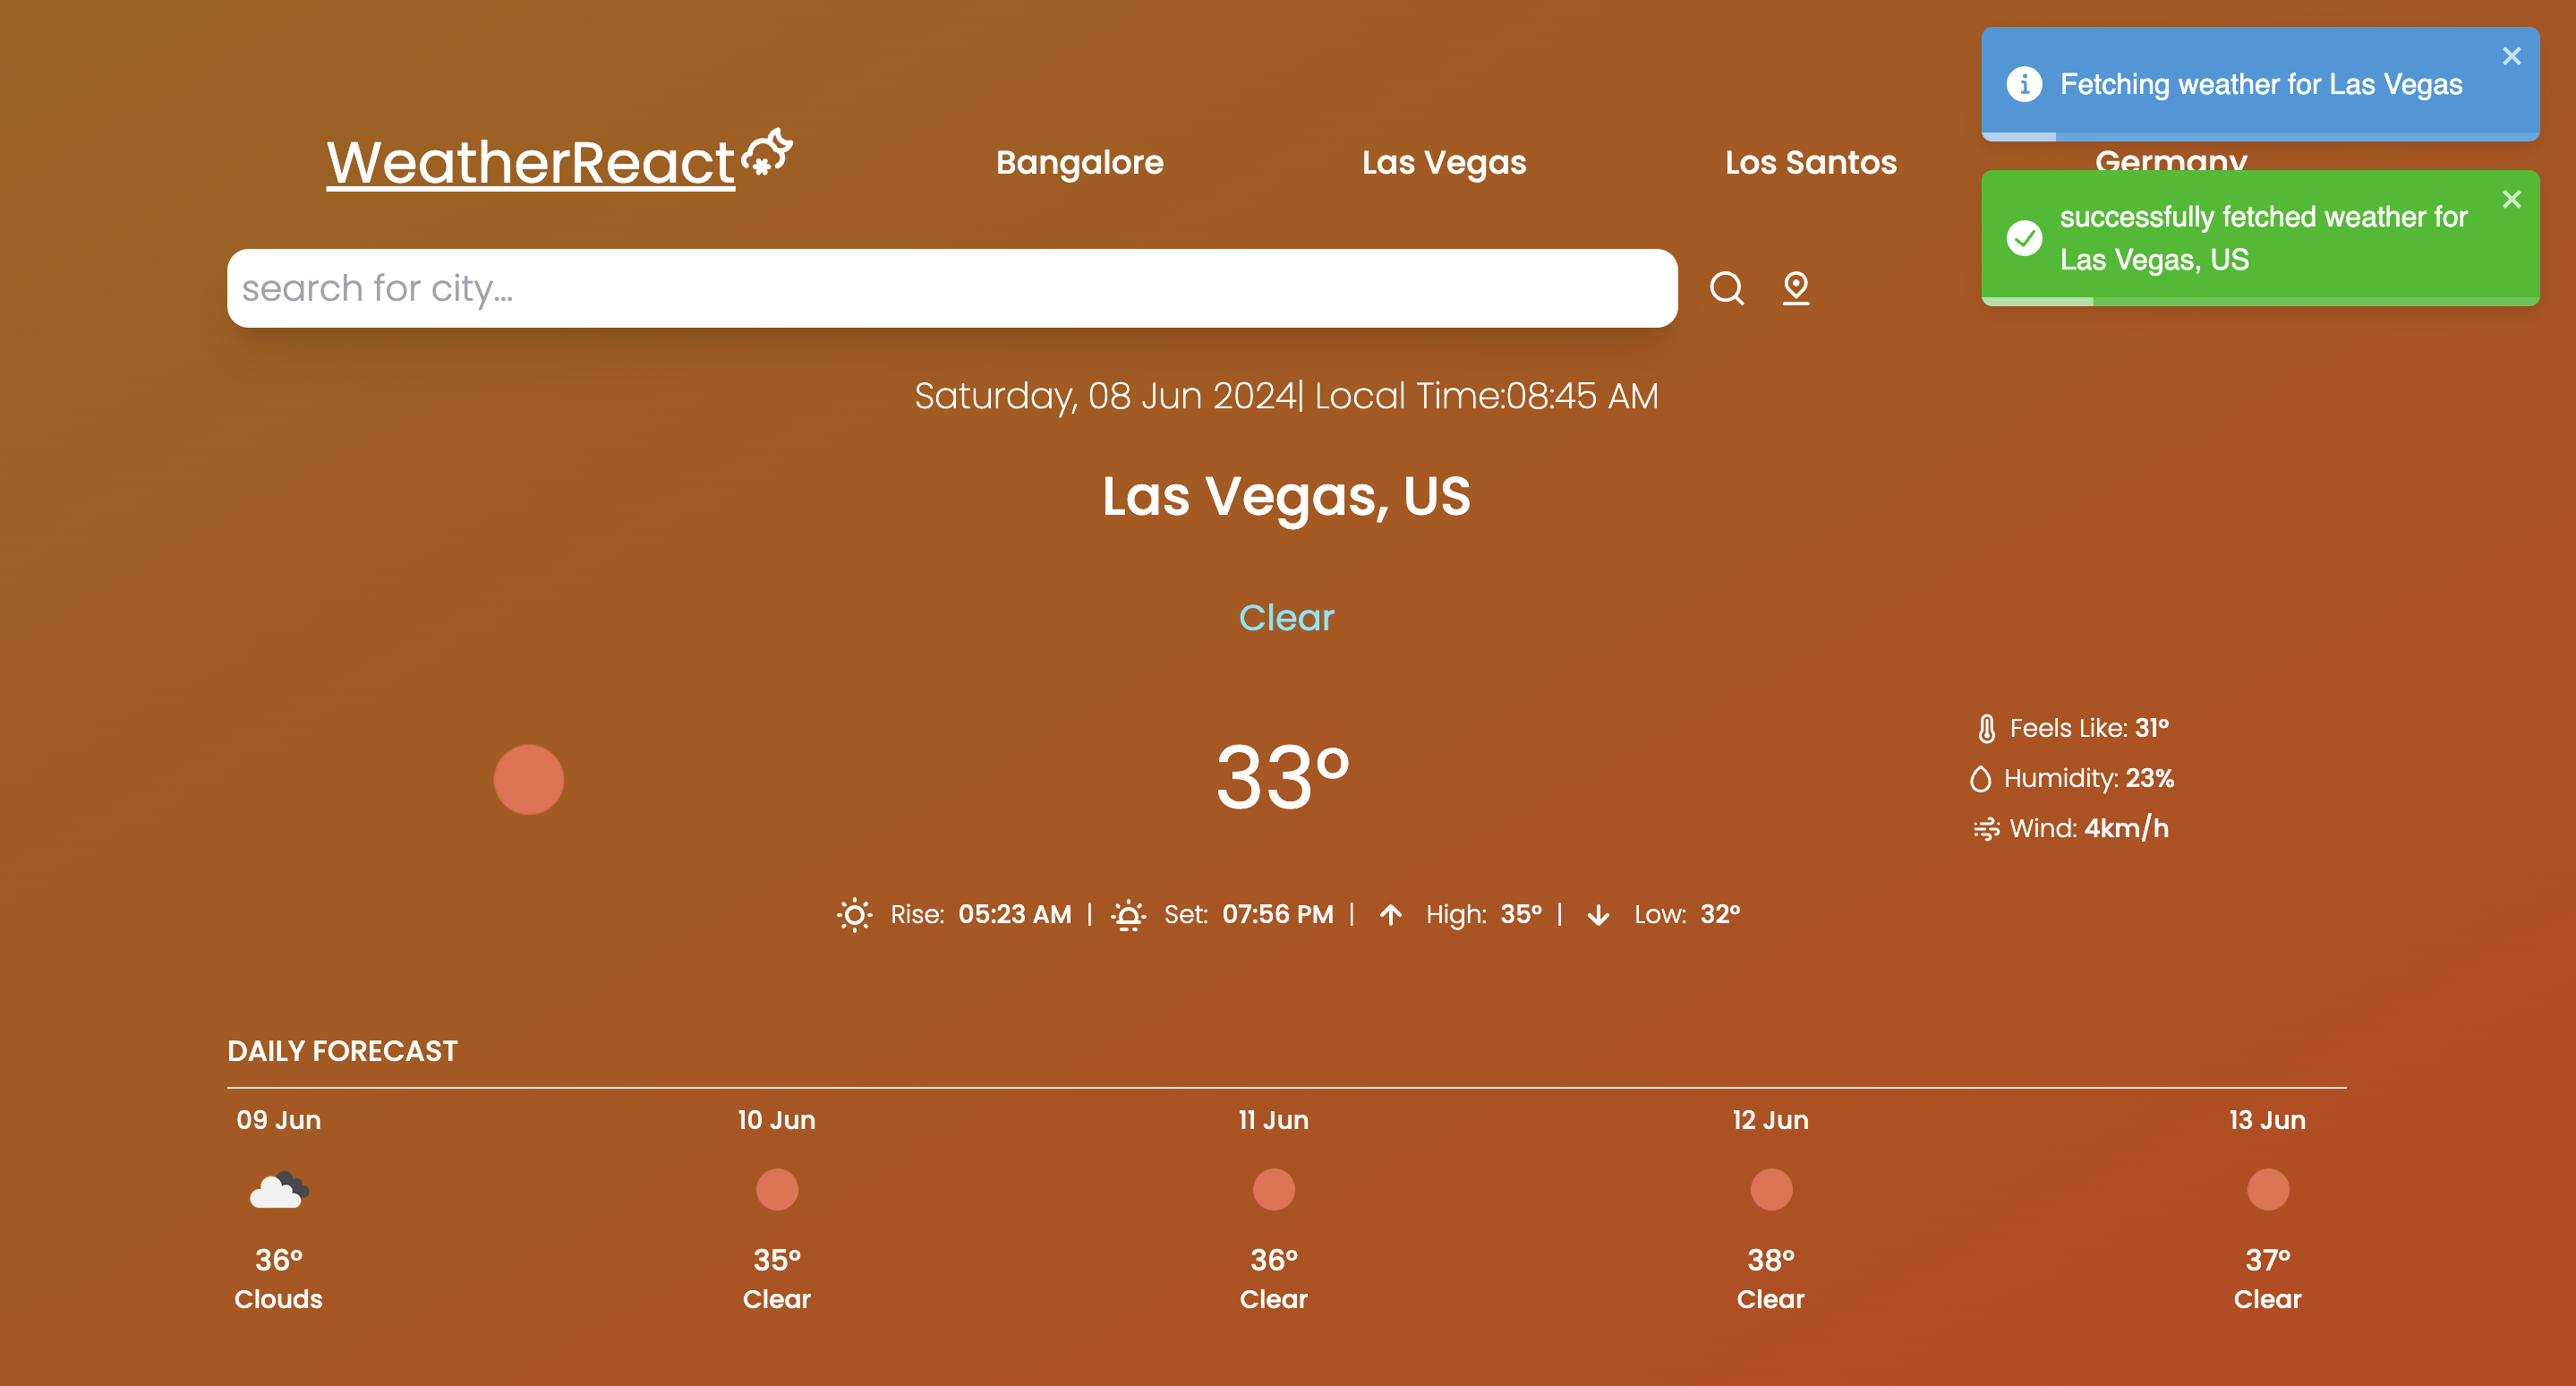 Fetching weather for Las Vegas
WeatherReact
Bangalore
Las Vegas
Los Santos
Germany
successfully fetched weather for
Las Vegas, US
search for city...
Saturday, 08 Jun 2024| Local Time:08:45 AM
Las Vegas, US
Clear
33°
Feels Like: 31°
Humidity: 23%
Wind: 4km/h
Rise: 05:23 AM | Set: 07:56 PM | High: 35° | Low: 32°
DAILY FORECAST
09 Jun
36°
Clouds
10 Jun
35°
Clear
11 Jun
36°
Clear
12 Jun
38°
Clear
13 Jun
37°
Clear